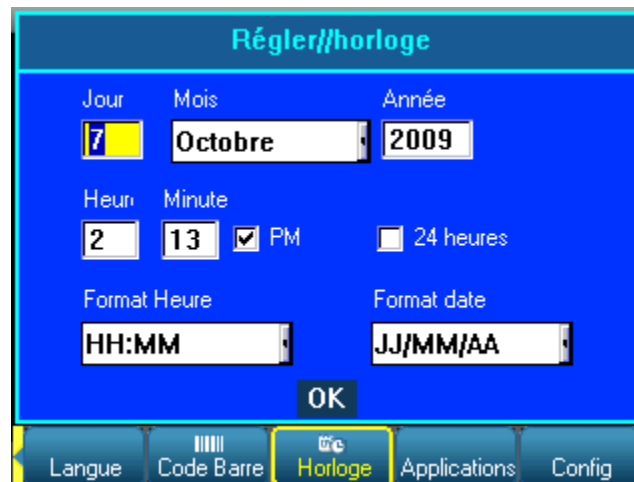 Régler//horloge
Jour Mois Année
7 Octobre 2009
Heur Minute
2 13 PM 24 heures
Format Heure Format date
HH:MM JJ/MM/AA
OK
Langue Code Barre Horloge Applications Config